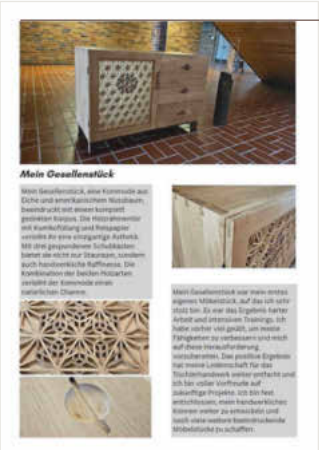 Mein Gesellenstück
Mein Gesellenstück, eine Kommode aus
Eiche und amerikanischem Nussbaum,
beeindruckt mit einem komplett
gezinkten Korpus. Die Holzrahmentür
mit Kumikofüllung und Reispapier
verleiht ihr eine einzigartige Ästhetik.
Mit drei gespundeten Schubkästen
bietet sie nicht nur Stauraum, sondern
auch handwerkliche Raffinesse. Die
Kombination der beiden Holzarten
verleiht der Kommode einen
natürlichen Charme.
Mein Gesellenstück war mein erstes
eigenes Möbelstück, auf das ich sehr
stolz bin. Es war das Ergebnis harter
Arbeit und intensiven Trainings. Ich
habe vorher viel geübt, um meine
Fähigkeiten zu verbessern und mich
auf diese Herausforderung
vorzubereiten. Das positive Ergebnis
hat meine Leidenschaft für das
Tischlerhandwerk weiter entfacht und
ich bin voller Vorfreude auf
zukünftige Projekte. Ich bin fest
entschlossen, mein handwerkliches
Können weiter zu entwickeln und
noch viele weitere beeindruckende
Möbelstücke zu schaffen.